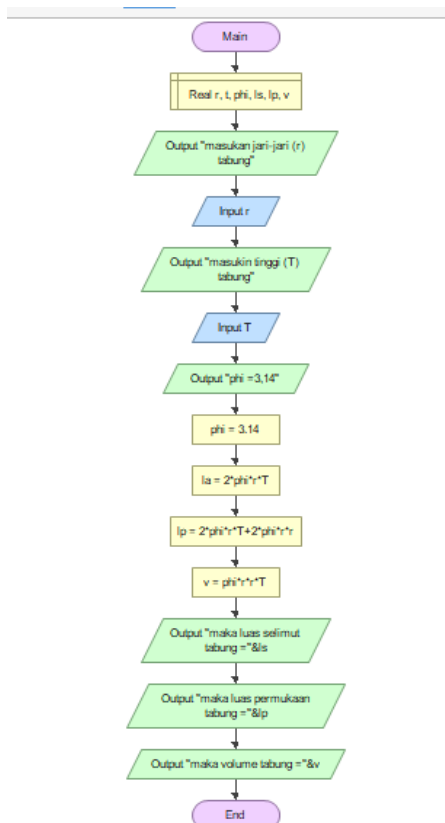 Main
Real r, t, phi, ls, lp, v
Output "masukan jari-jari (r)
tabung"
Input r
Output "masukin tinggi (T)
tabung"
Input T
Output "phi =3,14"
phi = 3.14
la = 2*phi*r*T
lp = 2*phi*r*T+2*phi*r*r
v = phi*r*r*T
Output "maka luas selimut
tabung ="&ls
Output "maka luas permukaan
tabung ="&lp
Output "maka volume tabung ="&v
End